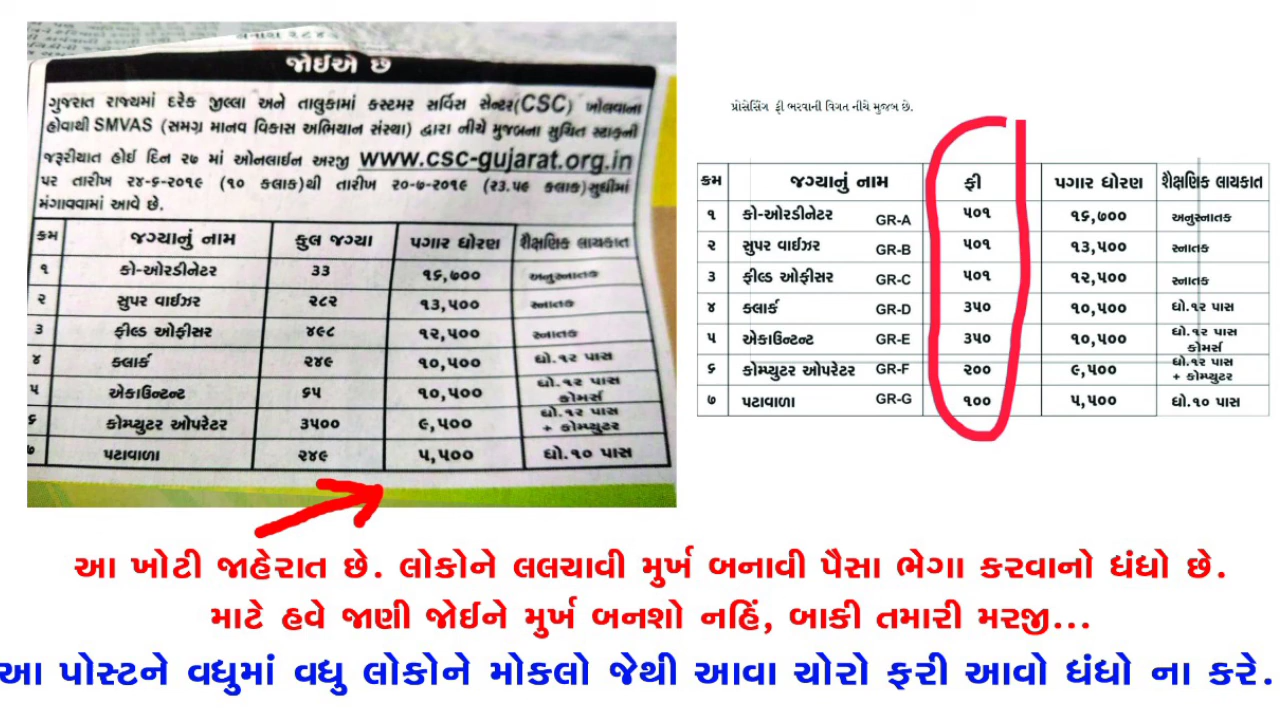 જોઈએ છે
ગુજરાત રાજ્યમાં દરેક જીલ્લા અને તાલુકામાં કસ્ટમર સર્વિસ સેન્ટર(CSC) ખોલવાના
હોવાથી SMVAS (સમગ્ર માનવ વિકાસ અભિયાન સંસ્થા) દ્વારા નીચે મુજબના સુચિત સ્ટાફની
જરૂરીયાત હોઈ દિન ૨૭ માં ઓનલાઈન અરજી www.csc-gujarat.org.in
પર તારીખ ૨૪-૬-૨૦૧૯ (૧૦ કલાક)થી તારીખ ૨૦-૭-૨૦૧૯ (૨૩.૫૯ કલાક)સુધીમાં
મંગાવવામાં આવે છે.
ક્રમ જગ્યાનું નામ કુલ જગ્યા પગાર ધોરણ શૈક્ષણિક લાયકાત
૧ કો-ઓરડીનેટર ૩૩ ૧૬,૭૦૦ અનુસ્નાતક
૨ સુપર વાઈઝર ૨૮૨ ૧૩,૫૦૦ સ્નાતક
૩ ફીલ્ડ ઓફીસર ૪૯૮ ૧૨,૫૦૦ સ્નાતક
૪ કલાર્ક ૨૪૯ ૧૦,૫૦૦ ધો.૧૨ પાસ
૫ એકાઉન્ટન્ટ ૬૫ ૧૦,૫૦૦ ધો.૧૨ પાસ કોમર્સ
૬ કોમ્પ્યુટર ઓપરેટર ૩૫૦૦ ૯,૫૦૦ ધો.૧૨ પાસ + કોમ્પ્યુટર
૭ પટાવાળા ૨૪૯ ૫,૫૦૦ ધો.૧૦ પાસ
પ્રોસેસિંગ ફી ભરવાની વિગત નીચે મુજબ છે.
ક્રમ જગ્યાનું નામ ફી પગાર ધોરણ શૈક્ષણિક લાયકાત
૧ કો-ઓરડીનેટર GR-A ૫૦૧ ૧૬,૭૦૦ અનુસ્નાતક
૨ સુપર વાઈઝર GR-B ૫૦૧ ૧૩,૫૦૦ સ્નાતક
૩ ફીલ્ડ ઓફીસર GR-C ૫૦૧ ૧૨,૫૦૦ સ્નાતક
૪ કલાર્ક GR-D ૩૫૦ ૧૦,૫૦૦ ધો.૧૨ પાસ
૫ એકાઉન્ટન્ટ GR-E ૩૫૦ ૧૦,૫૦૦ ધો.૧૨ પાસ કોમર્સ
૬ કોમ્પ્યુટર ઓપરેટર GR-F ૨૦૦ ૯,૫૦૦ ધો.૧૨ પાસ + કોમ્પ્યુટર
૭ પટાવાળા GR-G ૧૦૦ ૫,૫૦૦ ધો.૧૦ પાસ
આ ખોટી જાહેરાત છે. લોકોને લલચાવી મુર્ખ બનાવી પૈસા ભેગા કરવાનો ધંધો છે.
માટે હવે જાણી જોઈને મુર્ખ બનશો નહિં, બાકી તમારી મરજી...
આ પોસ્ટને વધુમાં વધુ લોકોને મોકલો જેથી આવા ચોરો ફરી આવો ધંધો ના કરે.